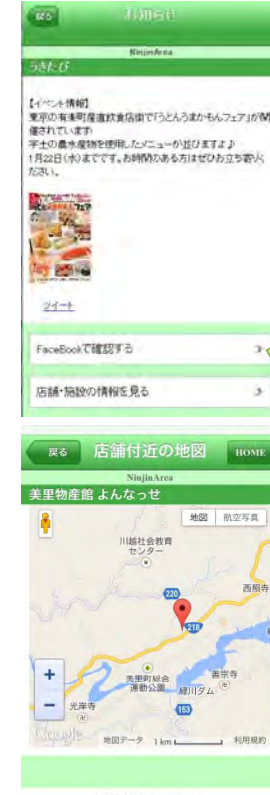 戻る
お知らせ
NinjinArea
うきたび
【イベント情報】
東京の有楽町産直飲食店街で「うとんうまかもんフェア」が開
催されています!
宇土の農水産物を使用したメニューが並びますよ♪
1月22日(水)までです。お時間のある方はぜひお立ち寄りく
ださい。
ツイート
FaceBookで確認する
店舗・施設の情報を見る
戻る
店舗付近の地図
HOME
NinjinArea
美里物産館 よんなっせ
地図
航空写真
川越社会教育
センター
西照寺
220
218
美里町総合
運動公園
善宗寺
緑川ダム
光岸寺
153
Google
地図データ
1 km
利用規約